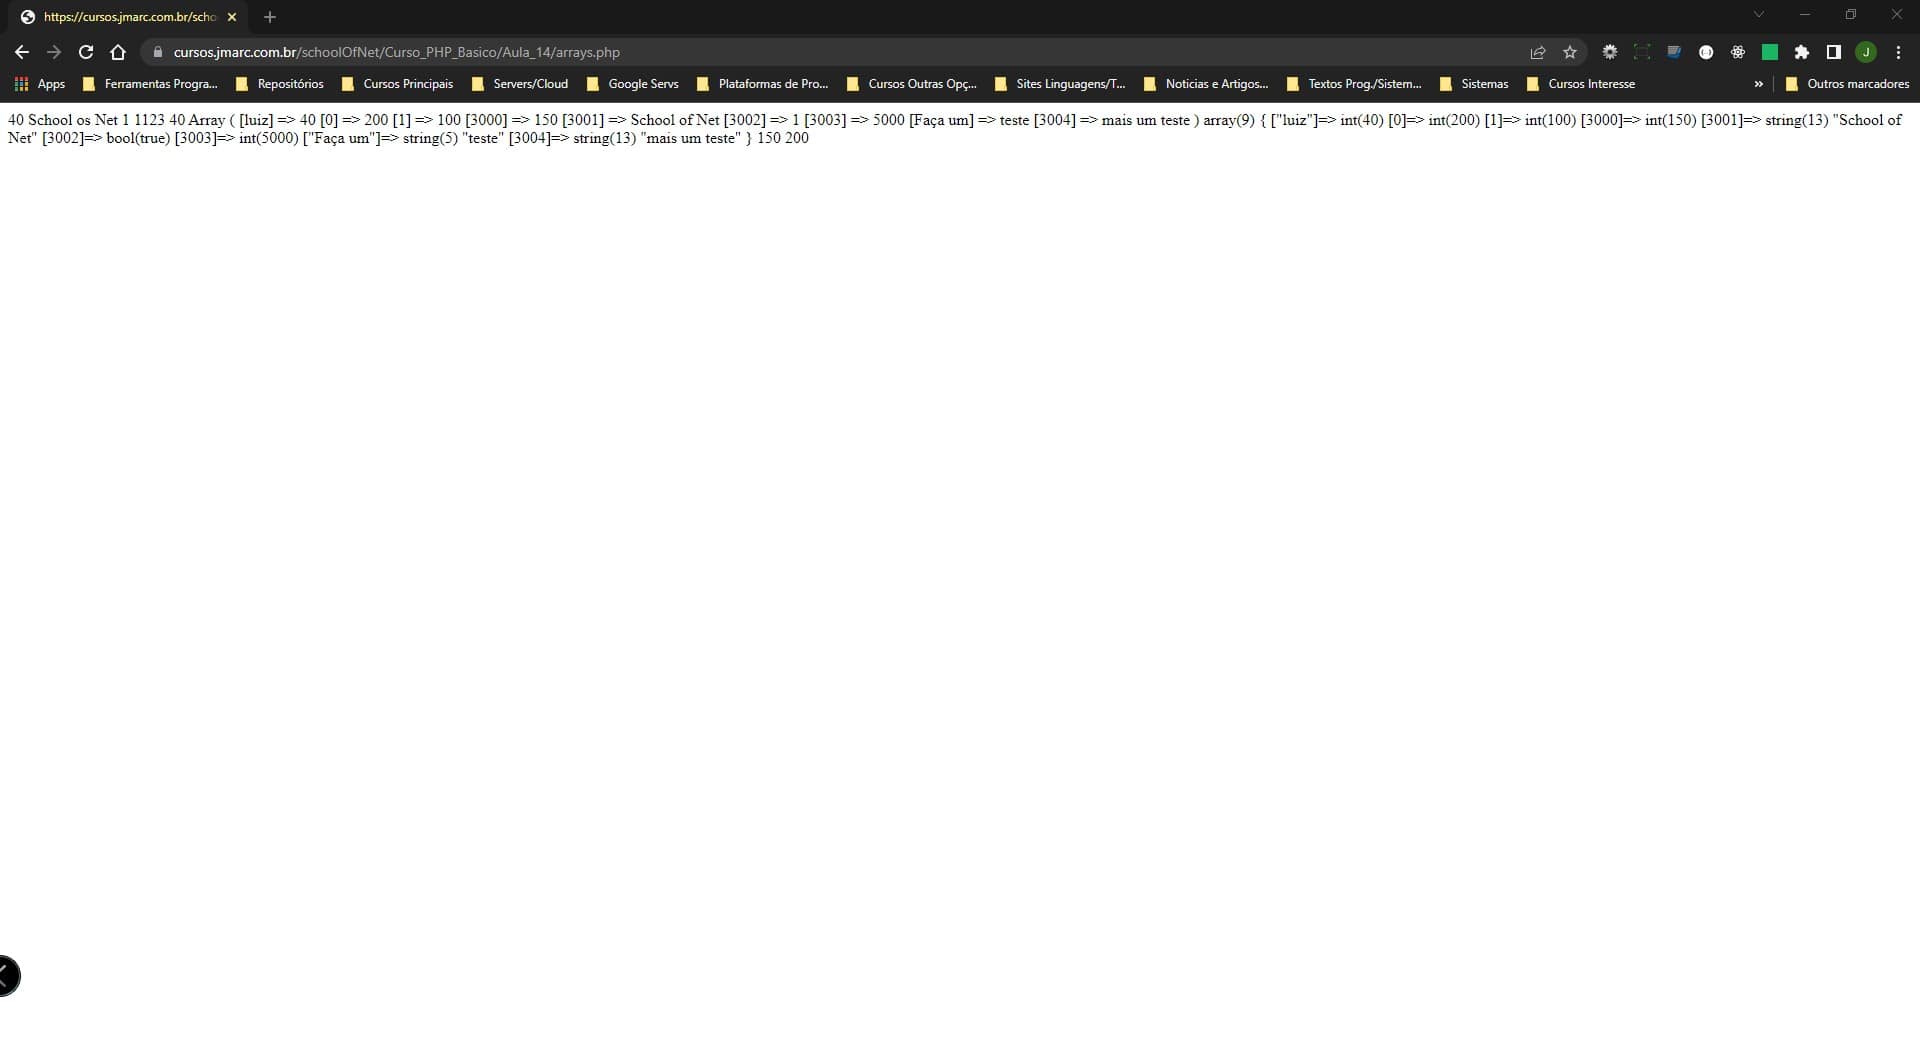 https://cursos.jmarc.com.br/scho
cursos.jmarc.com.br/schoolOfNet/Curso_PHP_Basico/Aula_14/arrays.php
J
Apps Ferramentas Progra... Repositórios Cursos Principais Servers/Cloud Google Servs Plataformas de Pro... Cursos Outras Opç... Sites Linguagens/T... Noticias e Artigos... Textos Prog./Sistem... Sistemas Cursos Interesse » Outros marcadores
40 School os Net 1 1123 40 Array ( [luiz] => 40 [0] => 200 [1] => 100 [3000] => 150 [3001] => School of Net [3002] => 1 [3003] => 5000 [Faça um] => teste [3004] => mais um teste ) array(9) { ["luiz"]=> int(40) [0]=> int(200) [1]=> int(100) [3000]=> int(150) [3001]=> string(13) "School of
Net" [3002]=> bool(true) [3003]=> int(5000) ["Faça um"]=> string(5) "teste" [3004]=> string(13) "mais um teste" } 150 200